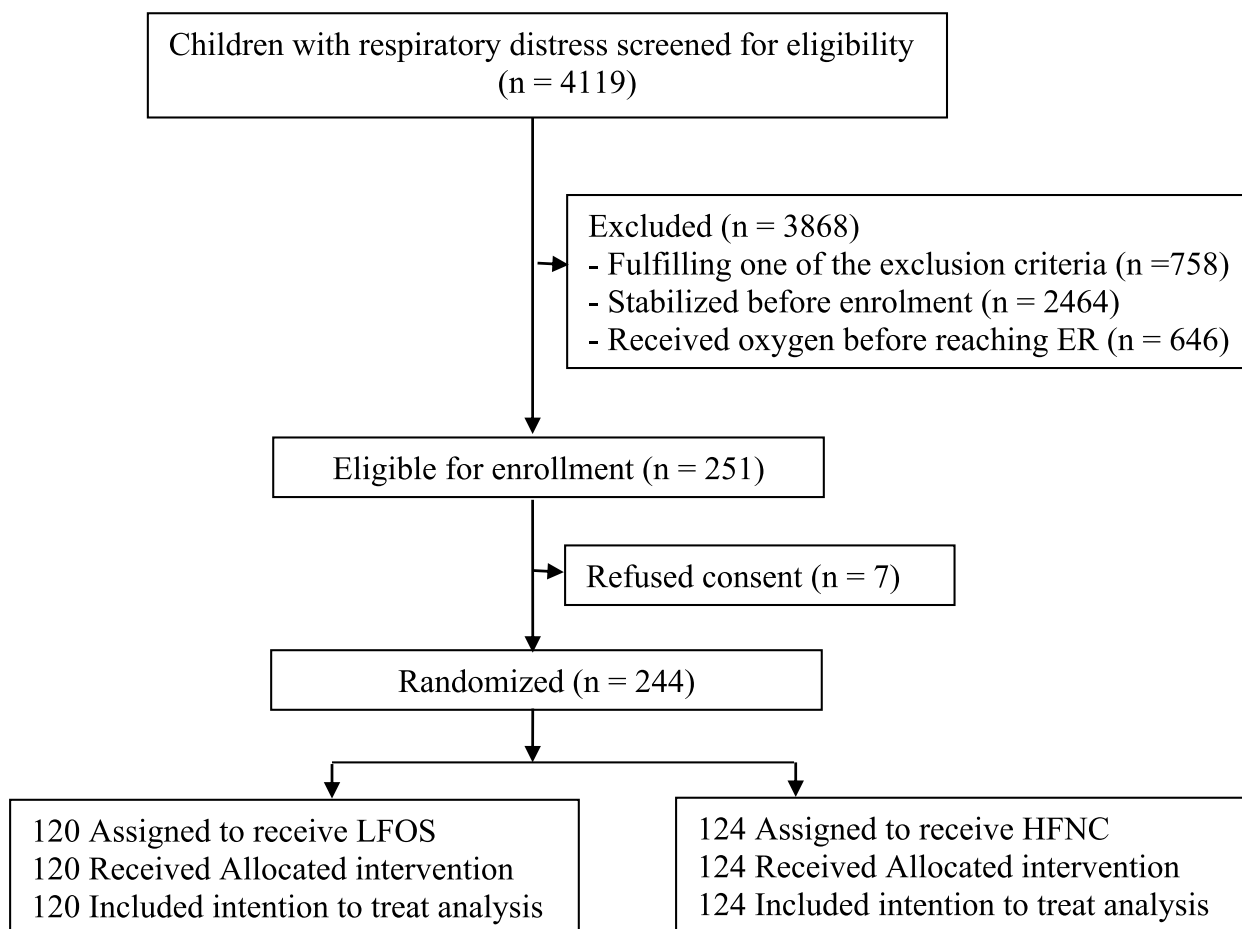 Children with respiratory distress screened for eligibility
(n = 4119)
Excluded (n = 3868)
- Fulfilling one of the exclusion criteria (n =758)
- Stabilized before enrolment (n = 2464)
- Received oxygen before reaching ER (n = 646)
Eligible for enrollment (n = 251)
Refused consent (n = 7)
Randomized (n = 244)
120 Assigned to receive LFOS
120 Received Allocated intervention
120 Included intention to treat analysis
124 Assigned to receive HFNC
124 Received Allocated intervention
124 Included intention to treat analysis